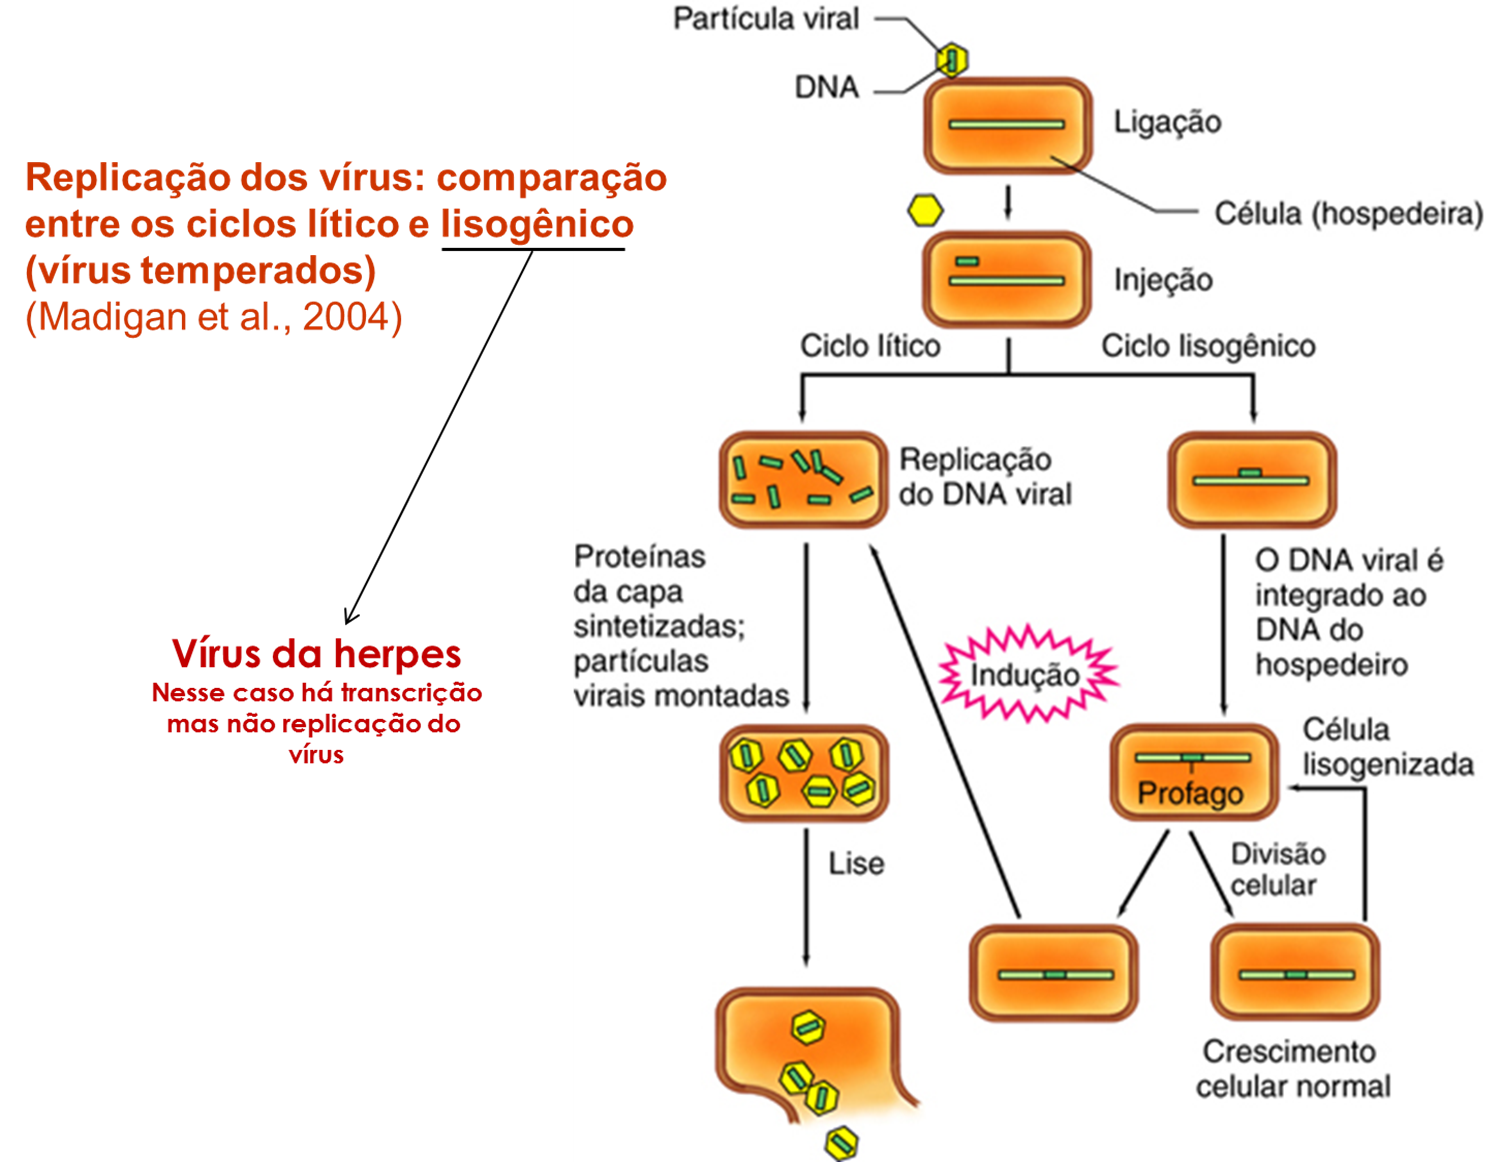 Replicação dos vírus: comparação
entre os ciclos lítico e lisogênico
(vírus temperados)
(Madigan et al., 2004)
Vírus da herpes
Nesse caso há transcrição
mas não replicação do
vírus
Partícula viral
DNA
Ligação
Célula (hospedeira)
Injeção
Ciclo lítico
Ciclo lisogênico
Replicação
do DNA viral
Proteínas
da capa
sintetizadas;
partículas
virais montadas
O DNA viral é
integrado ao
DNA do
hospedeiro
Indução
Célula
lisogenizada
Profago
Lise
Divisão
celular
Crescimento
celular normal